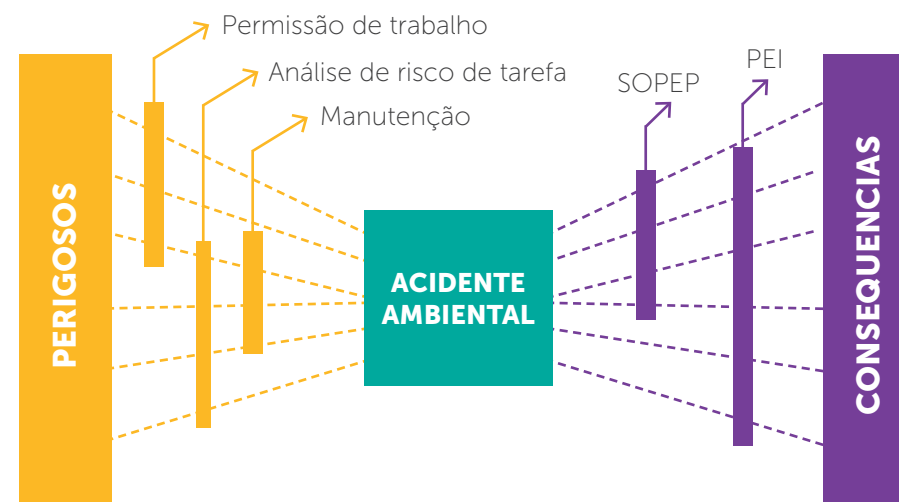 Permissão de trabalho
Análise de risco de tarefa
Manutenção
SOPEP
PEI
PERIGOSOS
ACIDENTE
AMBIENTAL
CONSEQUENCIAS